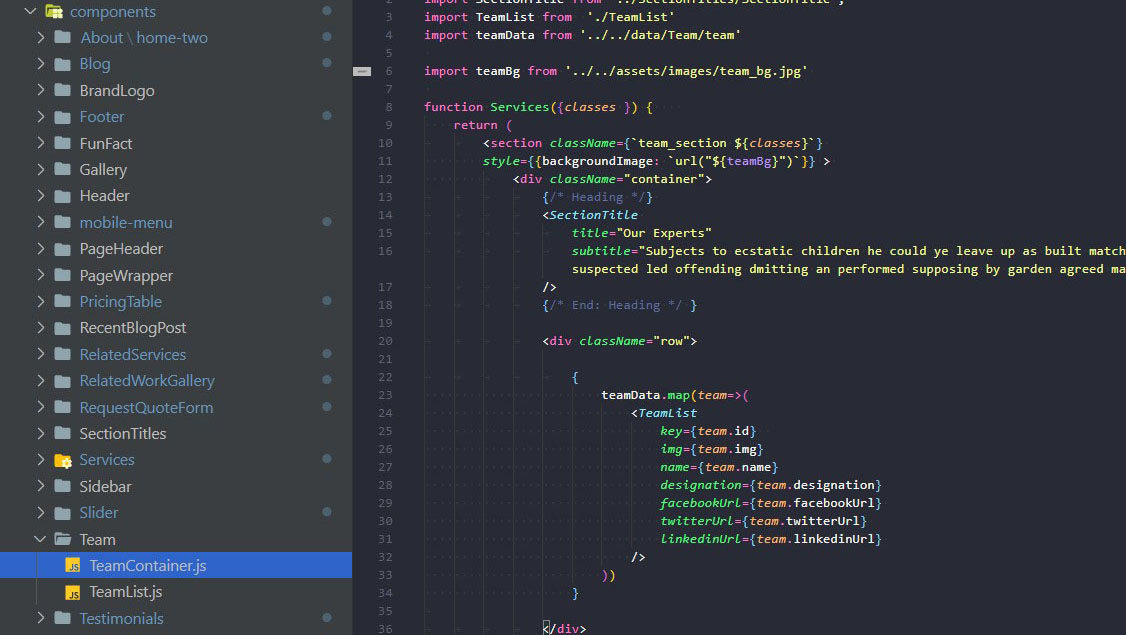 components
About \ home-two
Blog
BrandLogo
Footer
FunFact
Gallery
Header
mobile-menu
PageHeader
PageWrapper
PricingTable
RecentBlogPost
RelatedServices
RelatedWorkGallery
RequestQuoteForm
SectionTitles
Services
Sidebar
Slider
Team
JS TeamContainer.js
JS TeamList.js
Testimonials
2 import SectionTitle from '../SectionTitles/SectionTitle';
3 import TeamList from './TeamList'
4 import teamData from '../../data/Team/team'
5
6 import teamBg from '../../assets/images/team_bg.jpg'
7
8 function Services({classes }) {
9 return (
10 <section className={`team_section ${classes}`}
11 style={{backgroundImage: `url("${teamBg}")`}} >
12 <div className="container">
13 {/* Heading */}
14 <SectionTitle
15 title="Our Experts"
16 subtitle="Subjects to ecstatic children he could ye leave up as built match
suspected led offending dmitting an performed supposing by garden agreed ma
17 />
18 {/* End: Heading */ }
19
20 <div className="row">
21
22 {
23 teamData.map(team=>(
24 <TeamList
25 key={team.id}
26 img={team.img}
27 name={team.name}
28 designation={team.designation}
29 facebookUrl={team.facebookUrl}
30 twitterUrl={team.twitterUrl}
31 linkedinUrl={team.linkedinUrl}
32 />
33 ))
34 }
35
36 </div>